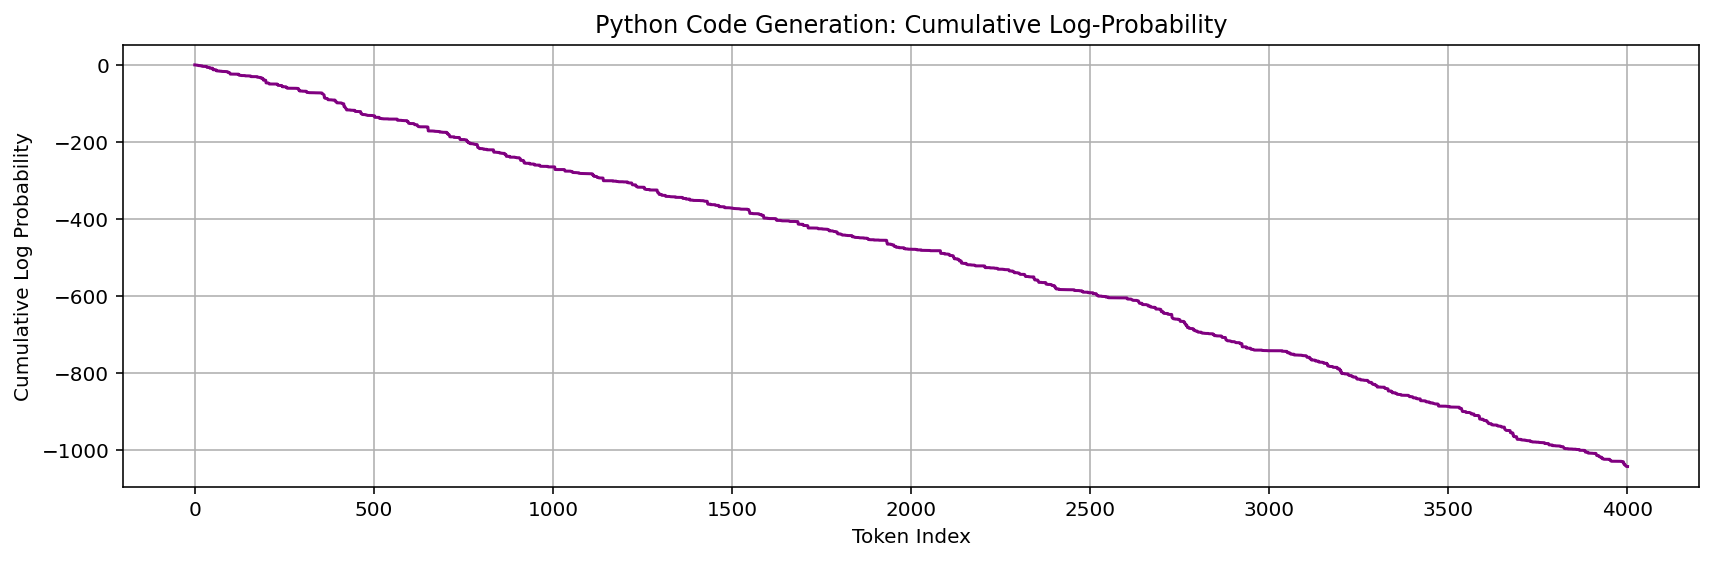 Python Code Generation: Cumulative Log-Probability
Cumulative Log Probability
0
−200
−400
−600
−800
−1000
0 500 1000 1500 2000 2500 3000 3500 4000
Token Index